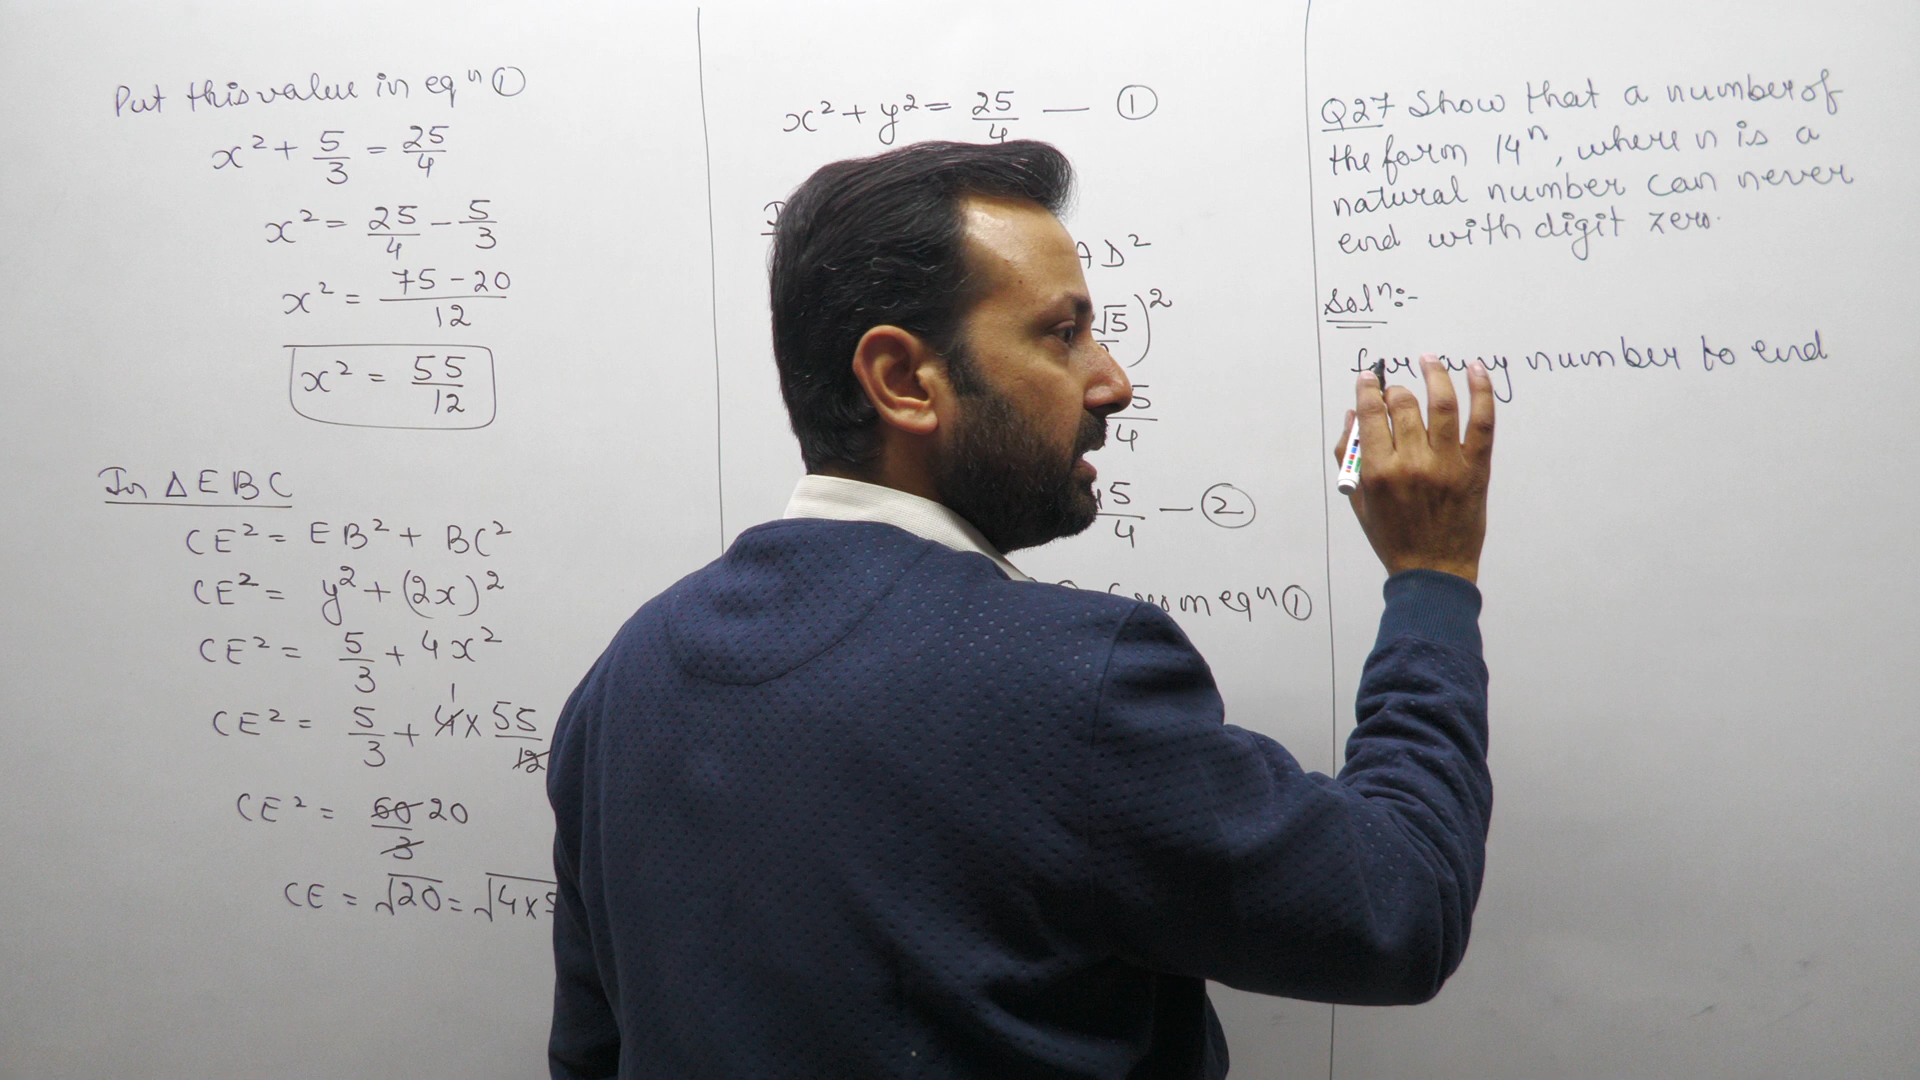 Put this value in eqⁿ ①
x² + 5/3 = 25/4
x² = 25/4 − 5/3
x² = 75 − 20 / 12
x² = 55/12
In △ E B C
CE² = EB² + BC²
CE² = y² + (2x)²
CE² = 5/3 + 4x²
CE² = 5/3 + 4 1 × 55/12
CE² = 60/3 20
CE = √20 = √4×5
x² + y² = 25/4 — ①
AD²
√5 )²
5/4
5/4 — ②
from eqⁿ ①
Q27 Show that a number of
the form 14ⁿ, where n is a
natural number can never
end with digit zero.
Solⁿ:-
for any number to end